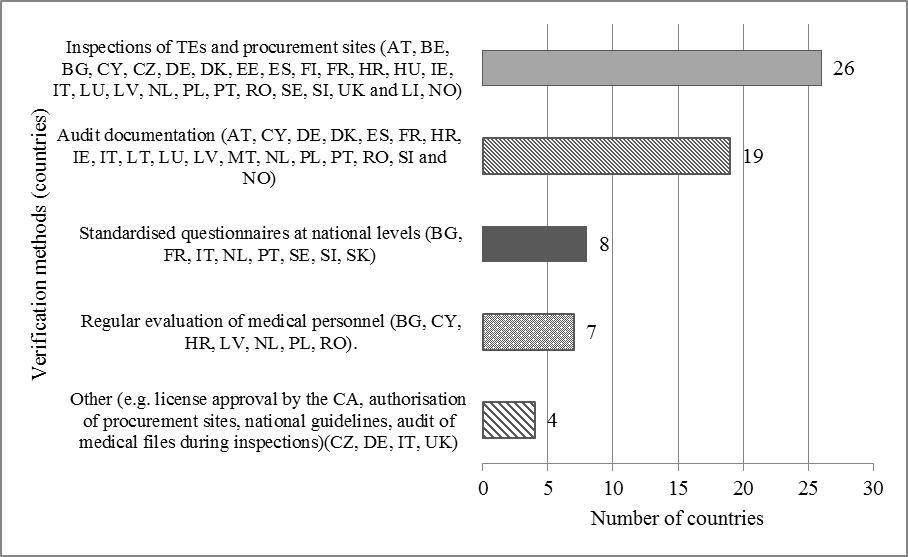 Verification methods (countries)
Inspections of TEs and procurement sites (AT, BE,
BG, CY, CZ, DE, DK, EE, ES, FI, FR, HR, HU, IE,
IT, LU, LV, NL, PL, PT, RO, SE, SI, UK and LI, NO)
26
Audit documentation (AT, CY, DE, DK, ES, FR, HR,
IE, IT, LT, LU, LV, MT, NL, PL, PT, RO, SI and
NO)
19
Standardised questionnaires at national levels (BG,
FR, IT, NL, PT, SE, SI, SK)
8
Regular evaluation of medical personnel (BG, CY,
HR, LV, NL, PL, RO).
7
Other (e.g. license approval by the CA, authorisation
of procurement sites, national guidelines, audit of
medical files during inspections)(CZ, DE, IT, UK)
4
0 5 10 15 20 25 30
Number of countries